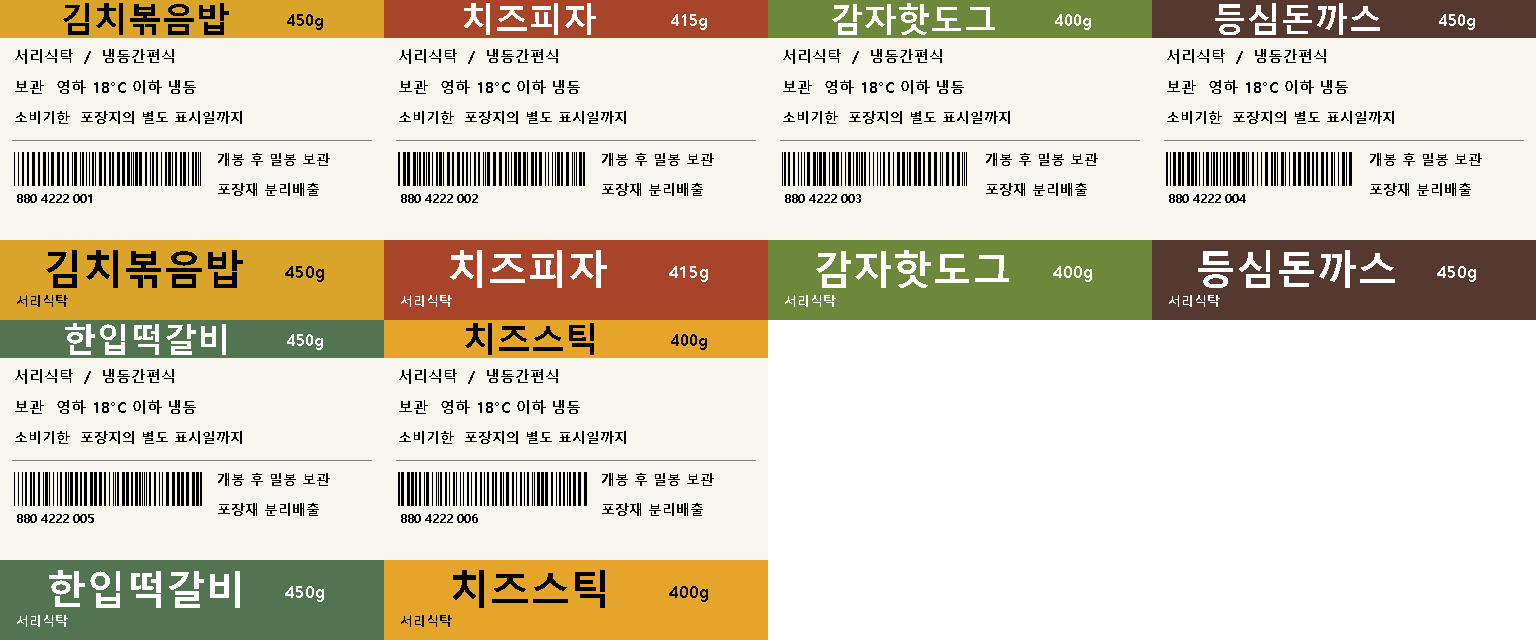 김치볶음밥 450g
서리식탁 / 냉동간편식
보관 영하 18°C 이하 냉동
소비기한 포장지의 별도 표시일까지
개봉 후 밀봉 보관
포장재 분리배출
880 4222 001
김치볶음밥 450g
서리식탁
치즈피자 415g
서리식탁 / 냉동간편식
보관 영하 18°C 이하 냉동
소비기한 포장지의 별도 표시일까지
개봉 후 밀봉 보관
포장재 분리배출
880 4222 002
치즈피자 415g
서리식탁
감자핫도그 400g
서리식탁 / 냉동간편식
보관 영하 18°C 이하 냉동
소비기한 포장지의 별도 표시일까지
개봉 후 밀봉 보관
포장재 분리배출
880 4222 003
감자핫도그 400g
서리식탁
등심돈까스 450g
서리식탁 / 냉동간편식
보관 영하 18°C 이하 냉동
소비기한 포장지의 별도 표시일까지
개봉 후 밀봉 보관
포장재 분리배출
880 4222 004
등심돈까스 450g
서리식탁
한입떡갈비 450g
서리식탁 / 냉동간편식
보관 영하 18°C 이하 냉동
소비기한 포장지의 별도 표시일까지
개봉 후 밀봉 보관
포장재 분리배출
880 4222 005
한입떡갈비 450g
서리식탁
치즈스틱 400g
서리식탁 / 냉동간편식
보관 영하 18°C 이하 냉동
소비기한 포장지의 별도 표시일까지
개봉 후 밀봉 보관
포장재 분리배출
880 4222 006
치즈스틱 400g
서리식탁